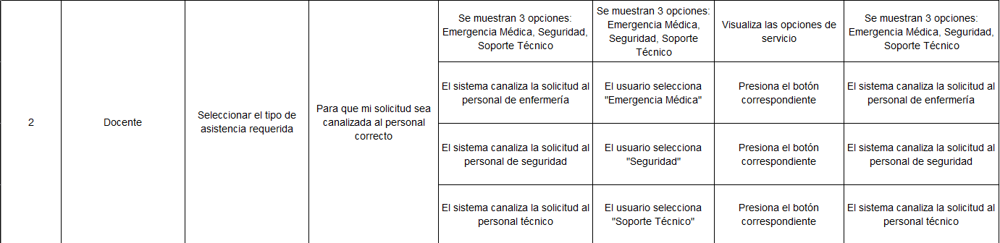 Se muestran 3 opciones:
Emergencia Médica, Seguridad,
Soporte Técnico
Se muestran 3 opciones:
Emergencia Médica,
Seguridad, Soporte
Técnico
Visualiza las opciones de
servicio
Se muestran 3 opciones:
Emergencia Médica, Seguridad,
Soporte Técnico
2
Docente
Seleccionar el tipo de
asistencia requerida
Para que mi solicitud sea
canalizada al personal
correcto
El sistema canaliza la solicitud al
personal de enfermería
El usuario selecciona
"Emergencia Médica"
Presiona el botón
correspondiente
El sistema canaliza la solicitud al
personal de enfermería
El sistema canaliza la solicitud al
personal de seguridad
El usuario selecciona
"Seguridad"
Presiona el botón
correspondiente
El sistema canaliza la solicitud al
personal de seguridad
El sistema canaliza la solicitud al
personal técnico
El usuario selecciona
"Soporte Técnico"
Presiona el botón
correspondiente
El sistema canaliza la solicitud al
personal técnico